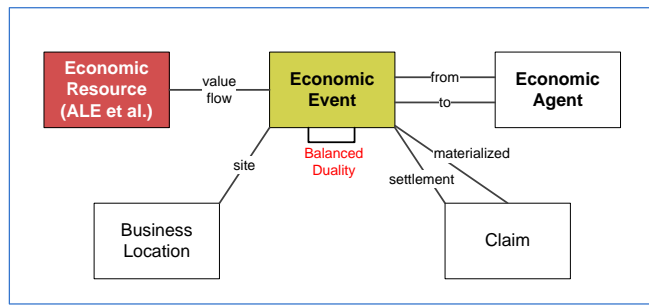 Economic
Resource
(ALE et al.)
value
flow
Economic
Event
from
to
Economic
Agent
Balanced
Duality
site
materialized
settlement
Business
Location
Claim